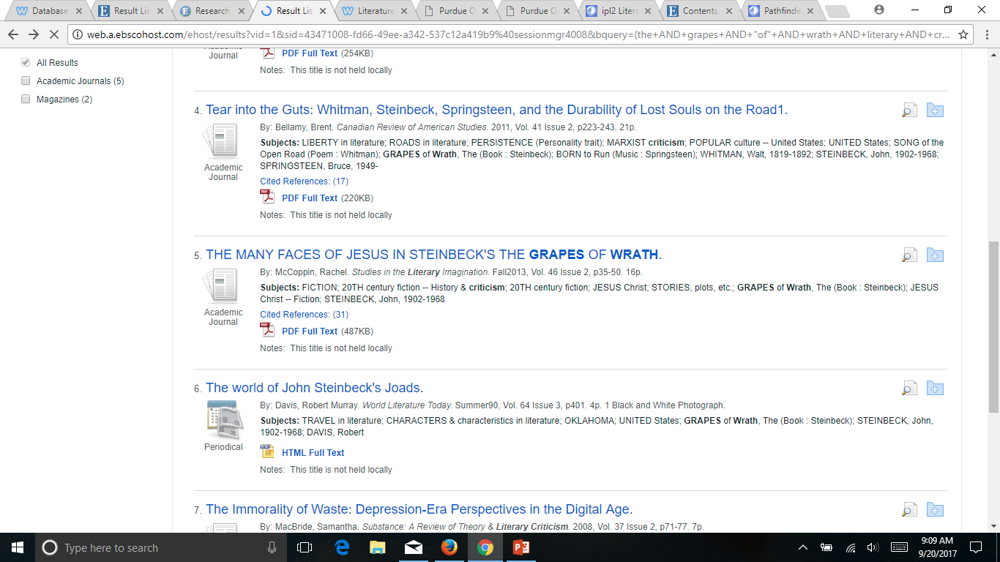 Database
Result Lis
Research
Result Lis
Literature
Purdue O
Purdue O
ipl2 Litera
Contents
Pathfinde
web.a.ebscohost.com/ehost/results?vid=1&sid=43471008-fd66-49ee-a342-537c12a419b9%40sessionmgr4008&bquery=(the+AND+grapes+AND+"of"+AND+wrath+AND+literary+AND+cr...
All Results
Academic Journals (5)
Magazines (2)
Academic
Journal
PDF Full Text (254KB)
Notes: This title is not held locally
4. Tear into the Guts: Whitman, Steinbeck, Springsteen, and the Durability of Lost Souls on the Road1.
By: Bellamy, Brent. Canadian Review of American Studies. 2011, Vol. 41 Issue 2, p223-243. 21p.
Subjects: LIBERTY in literature; ROADS in literature; PERSISTENCE (Personality trait); MARXIST criticism; POPULAR culture -- United States; UNITED States; SONG of the
Open Road (Poem : Whitman); GRAPES of Wrath, The (Book : Steinbeck); BORN to Run (Music : Springsteen); WHITMAN, Walt, 1819-1892; STEINBECK, John, 1902-1968;
SPRINGSTEEN, Bruce, 1949-
Academic
Journal
Cited References: (17)
PDF Full Text (220KB)
Notes: This title is not held locally
5. THE MANY FACES OF JESUS IN STEINBECK'S THE GRAPES OF WRATH.
By: McCoppin, Rachel. Studies in the Literary Imagination. Fall2013, Vol. 46 Issue 2, p35-50. 16p.
Subjects: FICTION; 20TH century fiction -- History & criticism; 20TH century fiction; JESUS Christ; STORIES, plots, etc.; GRAPES of Wrath, The (Book : Steinbeck); JESUS
Christ -- Fiction; STEINBECK, John, 1902-1968
Academic
Journal
Cited References: (31)
PDF Full Text (487KB)
Notes: This title is not held locally
6. The world of John Steinbeck's Joads.
By: Davis, Robert Murray. World Literature Today. Summer90, Vol. 64 Issue 3, p401. 4p. 1 Black and White Photograph.
Subjects: TRAVEL in literature; CHARACTERS & characteristics in literature; OKLAHOMA; UNITED States; GRAPES of Wrath, The (Book : Steinbeck); STEINBECK, John,
1902-1968; DAVIS, Robert
Periodical
HTML Full Text
Notes: This title is not held locally
7. The Immorality of Waste: Depression-Era Perspectives in the Digital Age.
By: MacBride, Samantha. Substance: A Review of Theory & Literary Criticism. 2008, Vol. 37 Issue 2, p71-77. 7p.
Type here to search
9:09 AM
9/20/2017